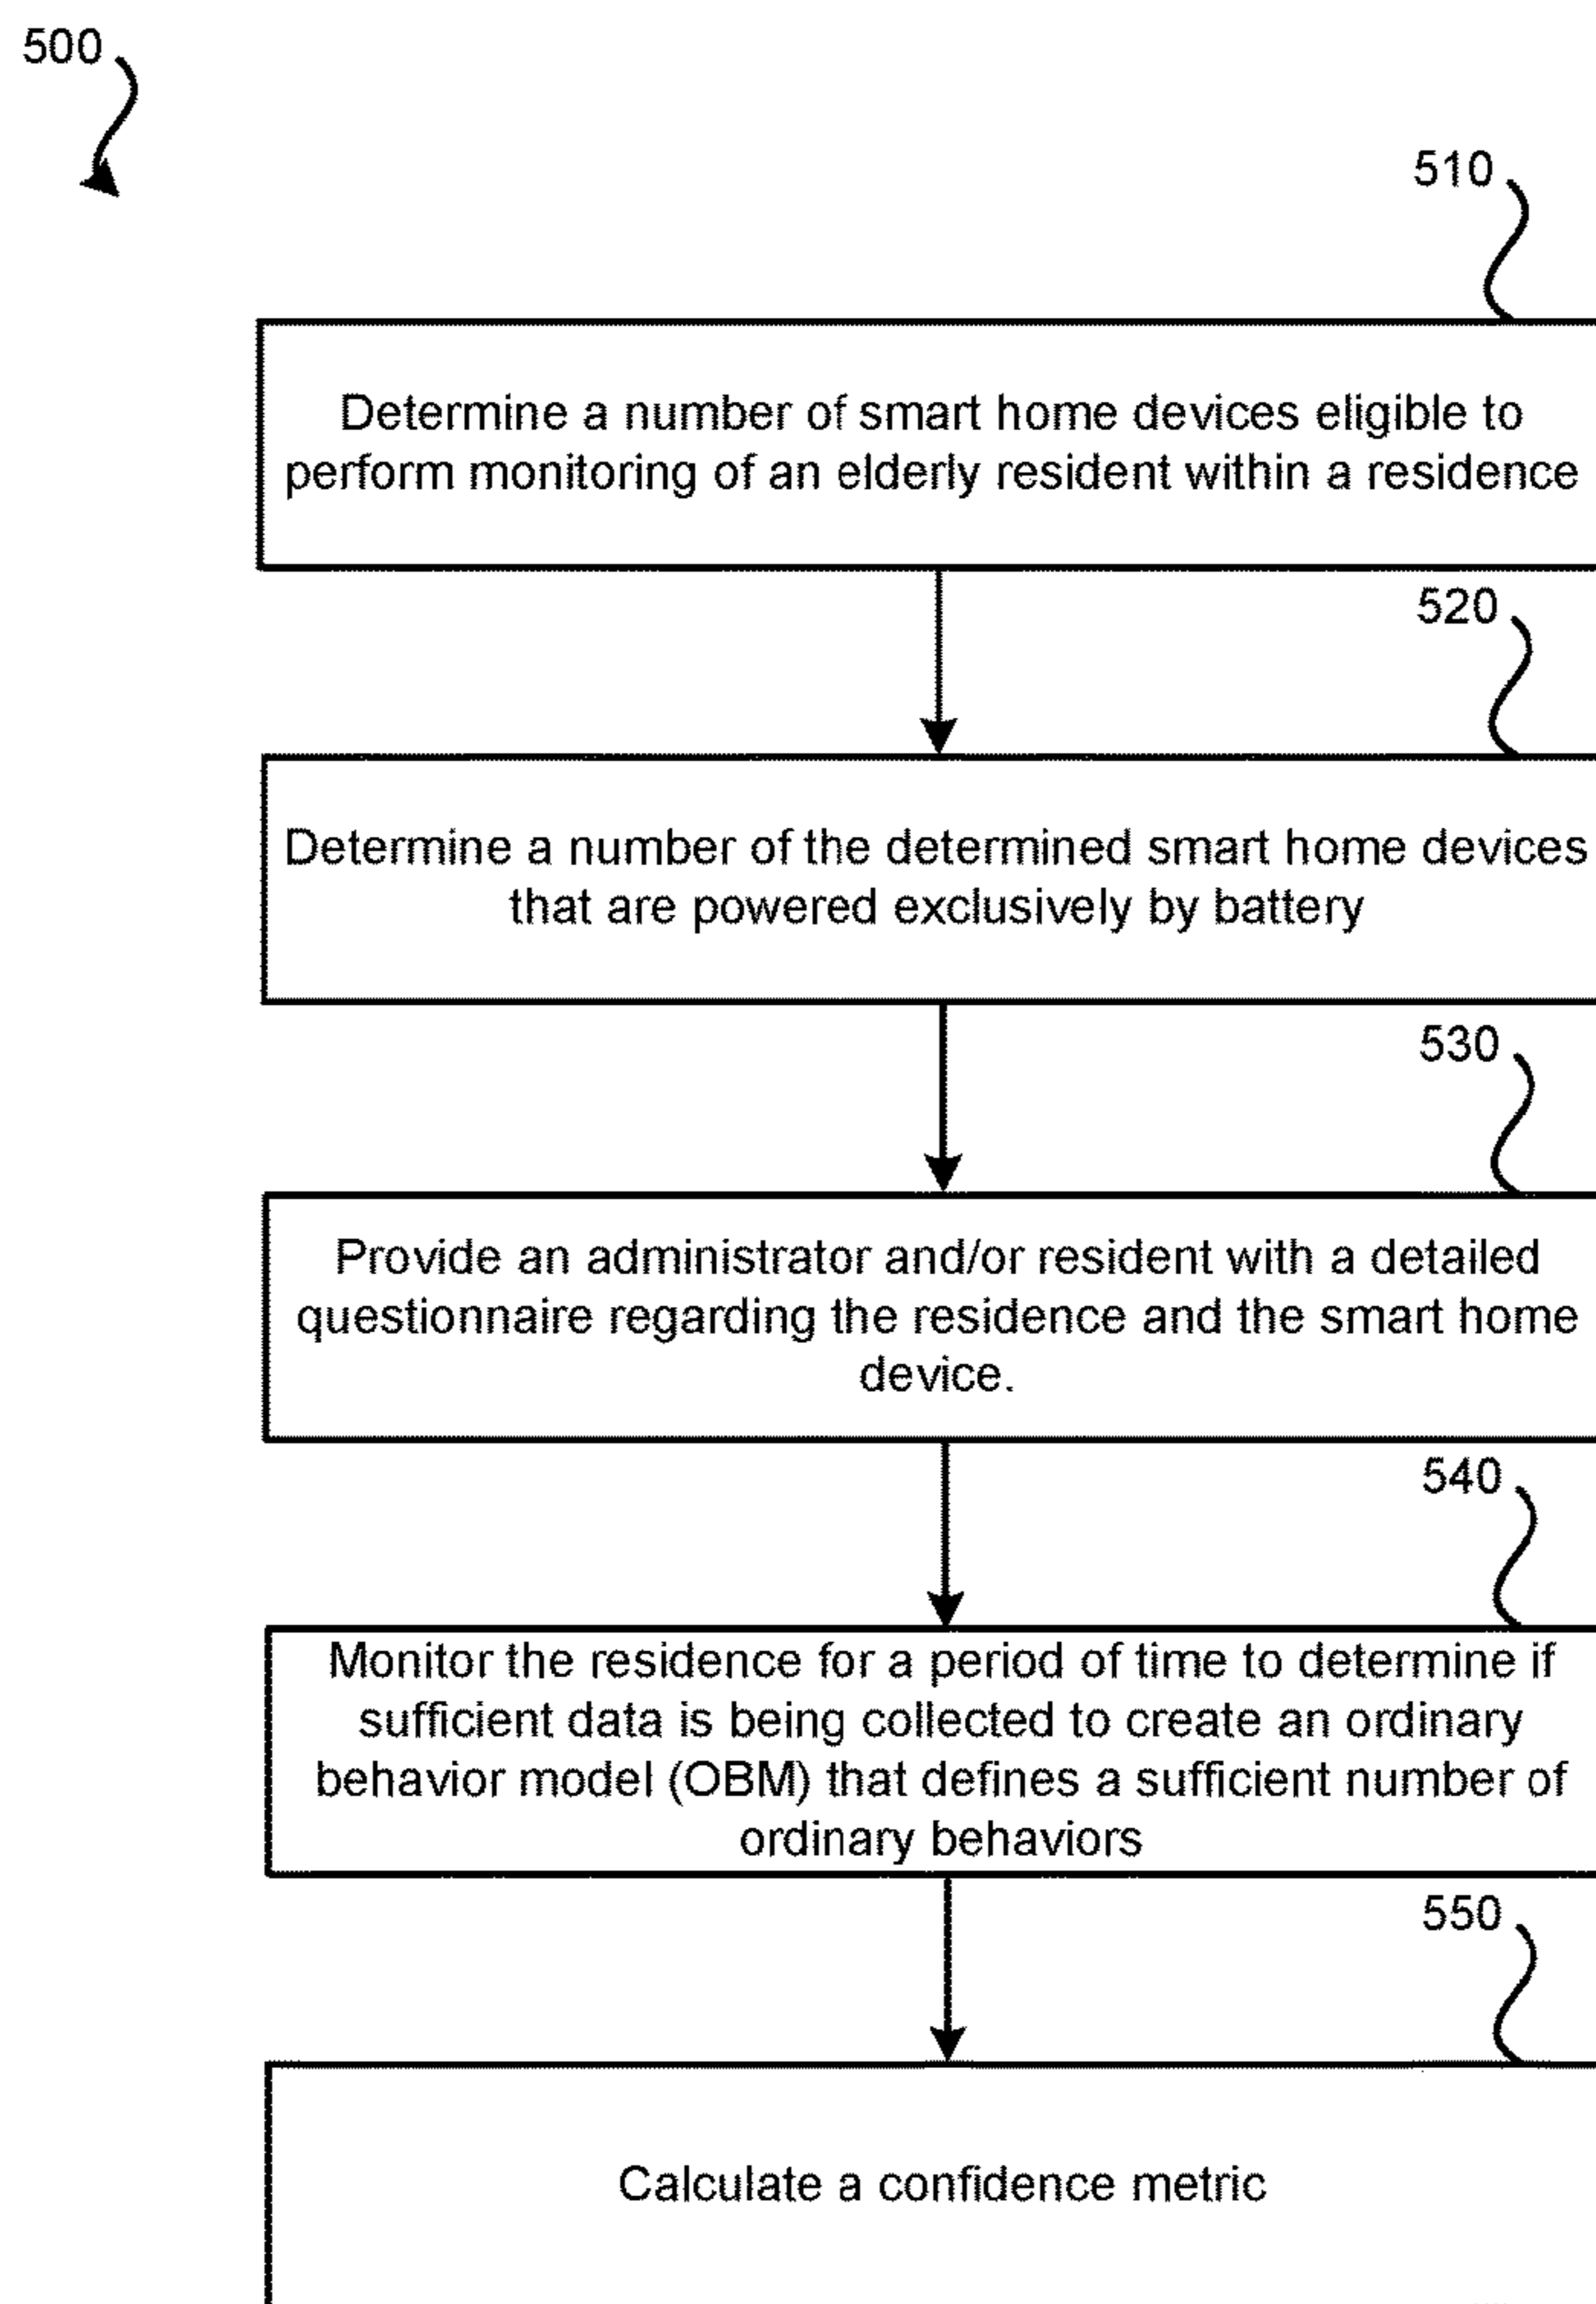 500
510
Determine a number of smart home devices eligible to
perform monitoring of an elderly resident within a residence
520
Determine a number of the determined smart home devices
that are powered exclusively by battery
530
Provide an administrator and/or resident with a detailed
questionnaire regarding the residence and the smart home
device.
540
Monitor the residence for a period of time to determine if
sufficient data is being collected to create an ordinary
behavior model (OBM) that defines a sufficient number of
ordinary behaviors
550
Calculate a confidence metric